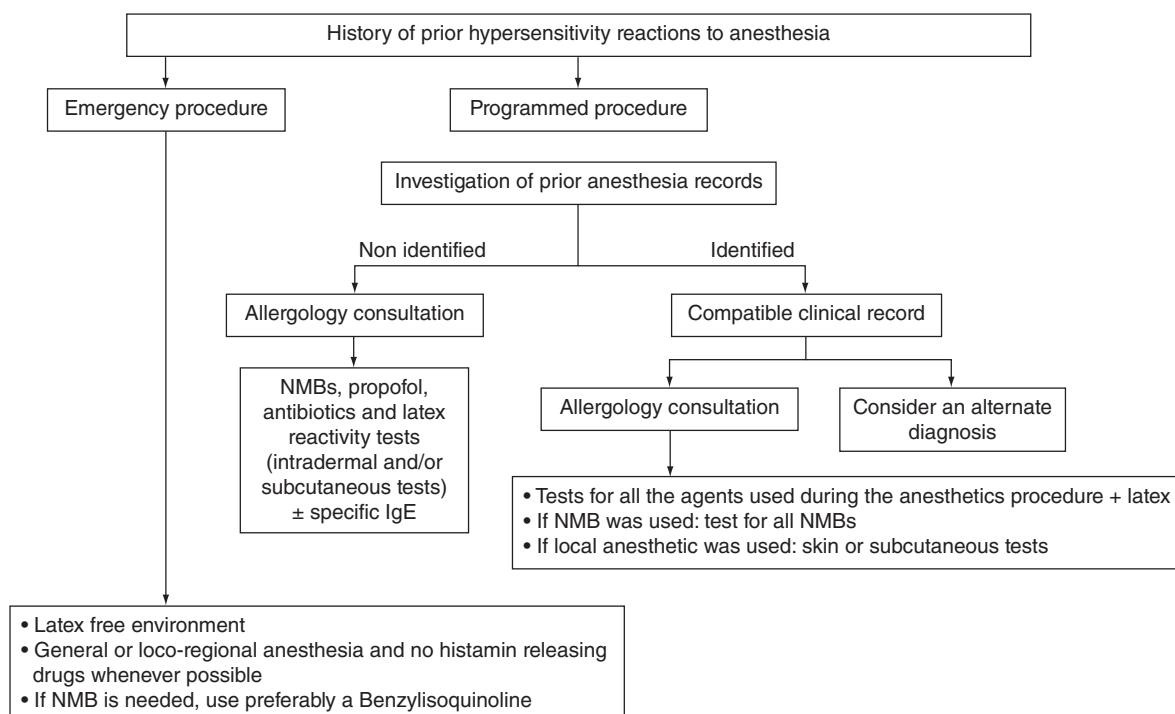 History of prior hypersensitivity reactions to anesthesia
Emergency procedure
Programmed procedure
Investigation of prior anesthesia records
Non identified
Identified
Allergology consultation
Compatible clinical record
NMBs, propofol,
antibiotics and latex
reactivity tests
(intradermal and/or
subcutaneous tests)
± specific IgE
Allergology consultation
Consider an alternate
diagnosis
• Tests for all the agents used during the anesthetics procedure + latex
• If NMB was used: test for all NMBs
• If local anesthetic was used: skin or subcutaneous tests
• Latex free environment
• General or loco-regional anesthesia and no histamin releasing
drugs whenever possible
• If NMB is needed, use preferably a Benzylisoquinoline